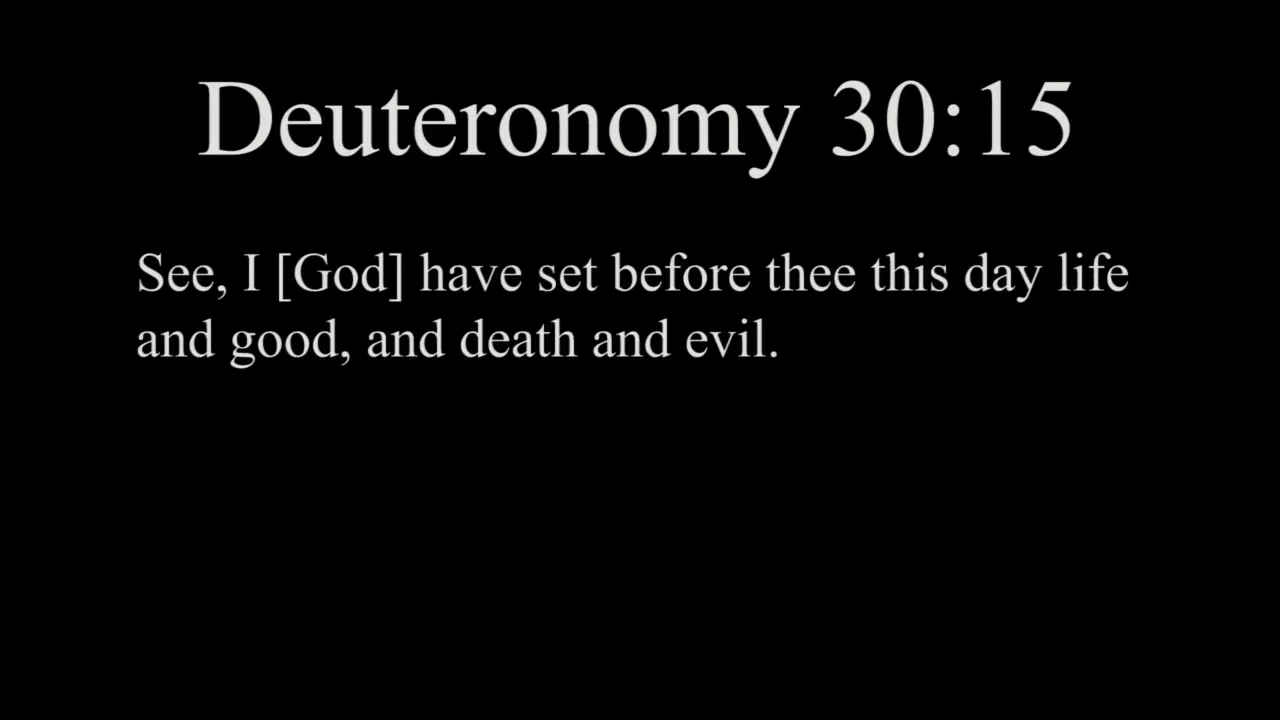 Deuteronomy 30:15
See, I [God] have set before thee this day life
and good, and death and evil.